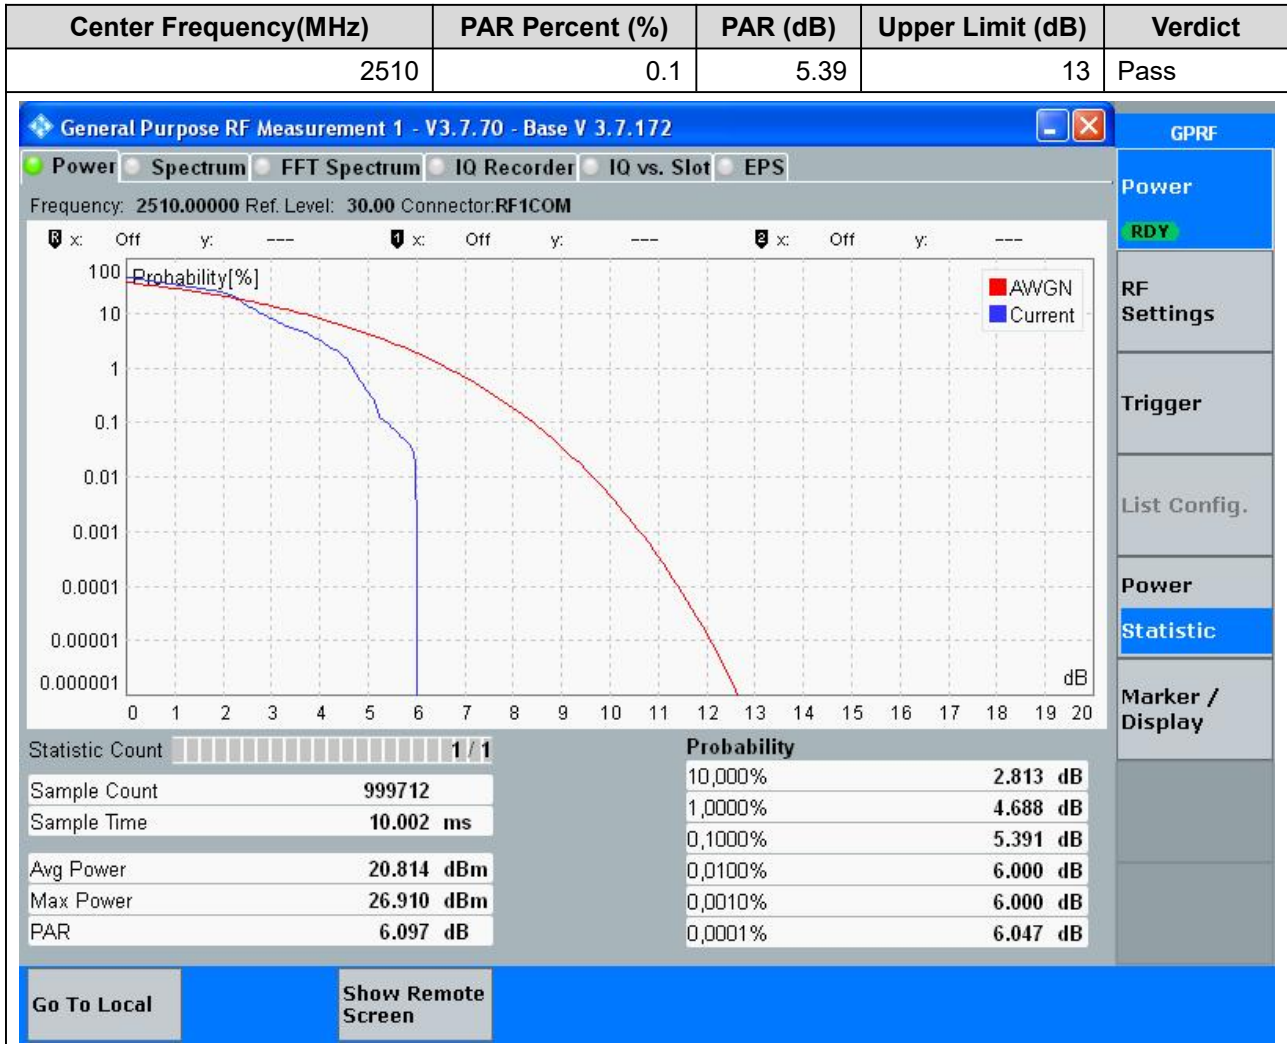 Center Frequency(MHz) PAR Percent (%) PAR (dB) Upper Limit (dB) Verdict
2510 0.1 5.39 13 Pass
General Purpose RF Measurement 1 - V3.7.70 - Base V 3.7.172
GPRF
Power Spectrum FFT Spectrum IQ Recorder IQ vs. Slot EPS
Frequency: 2510.00000 Ref. Level: 30.00 Connector:RF1COM
R x: Off y: --- 1 x: Off y: --- 2 x: Off y: ---
Probability[%]
AWGN
Current
100
10
1
0.1
0.01
0.001
0.0001
0.00001
0.000001
dB
0 1 2 3 4 5 6 7 8 9 10 11 12 13 14 15 16 17 18 19 20
Statistic Count 1 / 1
Sample Count 999712
Sample Time 10.002 ms
Avg Power 20.814 dBm
Max Power 26.910 dBm
PAR 6.097 dB
Probability
10,000% 2.813 dB
1,0000% 4.688 dB
0,1000% 5.391 dB
0,0100% 6.000 dB
0,0010% 6.000 dB
0,0001% 6.047 dB
Power
RDY
RF
Settings
Trigger
List Config.
Power
Statistic
Marker /
Display
Go To Local
Show Remote
Screen